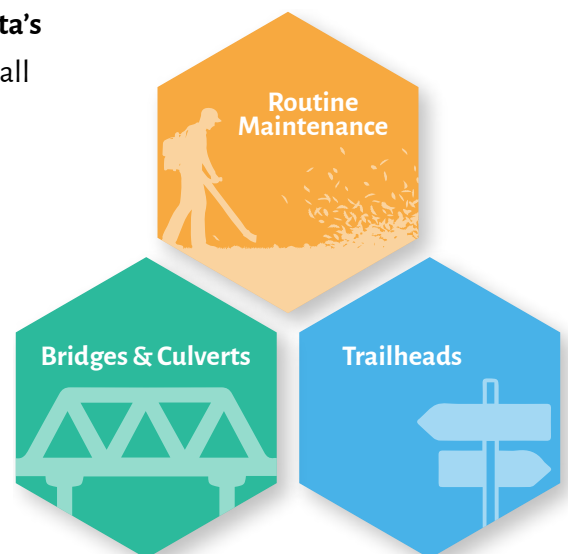 ta’s
all
Routine
Maintenance
Bridges & Culverts
Trailheads